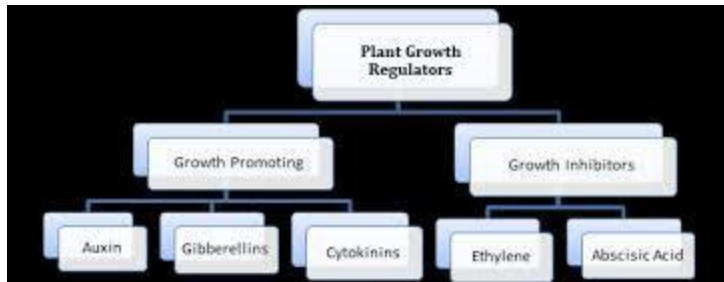 Plant Growth
Regulators
Growth Promoting
Growth Inhibitors
Auxin
Gibberellins
Cytokinins
Ethylene
Abscisic Acid